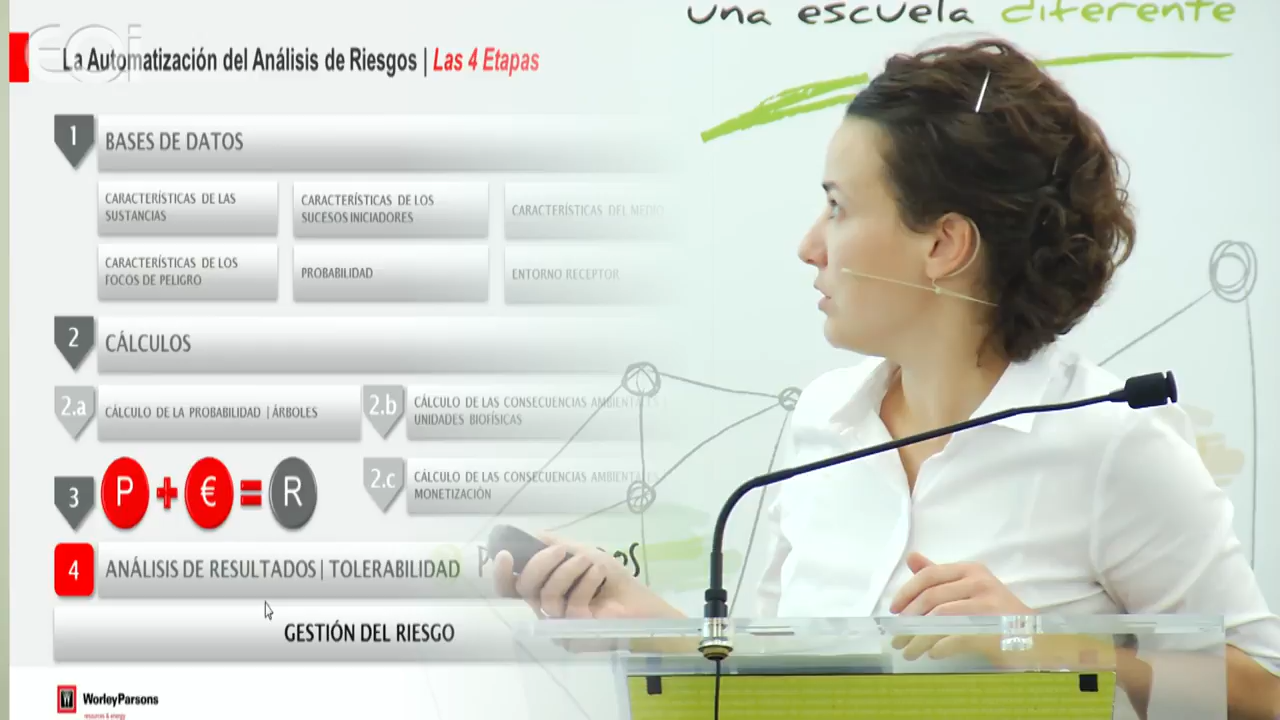 una escuela diferente
EOi
La Automatización del Análisis de Riesgos | Las 4 Etapas
1
BASES DE DATOS
CARACTERÍSTICAS DE LAS
SUSTANCIAS
CARACTERÍSTICAS DE LOS
SUCESOS INICIADORES
CARACTERÍSTICAS DEL MEDIO
CARACTERÍSTICAS DE LOS
FOCOS DE PELIGRO
PROBABILIDAD
ENTORNO RECEPTOR
2
CÁLCULOS
2.a
CÁLCULO DE LA PROBABILIDAD | ÁRBOLES
2.b
CÁLCULO DE LAS CONSECUENCIAS AMBIENTALES
UNIDADES BIOFÍSICAS
2.c
CÁLCULO DE LAS CONSECUENCIAS AMBIENTALES
MONETIZACIÓN
3
P + € = R
4
ANÁLISIS DE RESULTADOS | TOLERABILIDAD
GESTIÓN DEL RIESGO
W
WorleyParsons
resources & energy